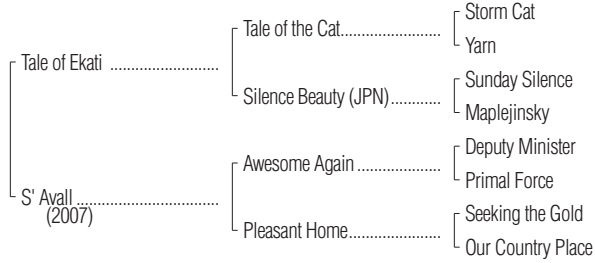 Storm Cat
Tale of the Cat....................
Yarn
Tale of Ekati ..........................
Sunday Silence
Silence Beauty (JPN)............
Maplejinsky
Deputy Minister
Awesome Again ....................
Primal Force
S' Avall ..................................
(2007)
Seeking the Gold
Pleasant Home......................
Our Country Place